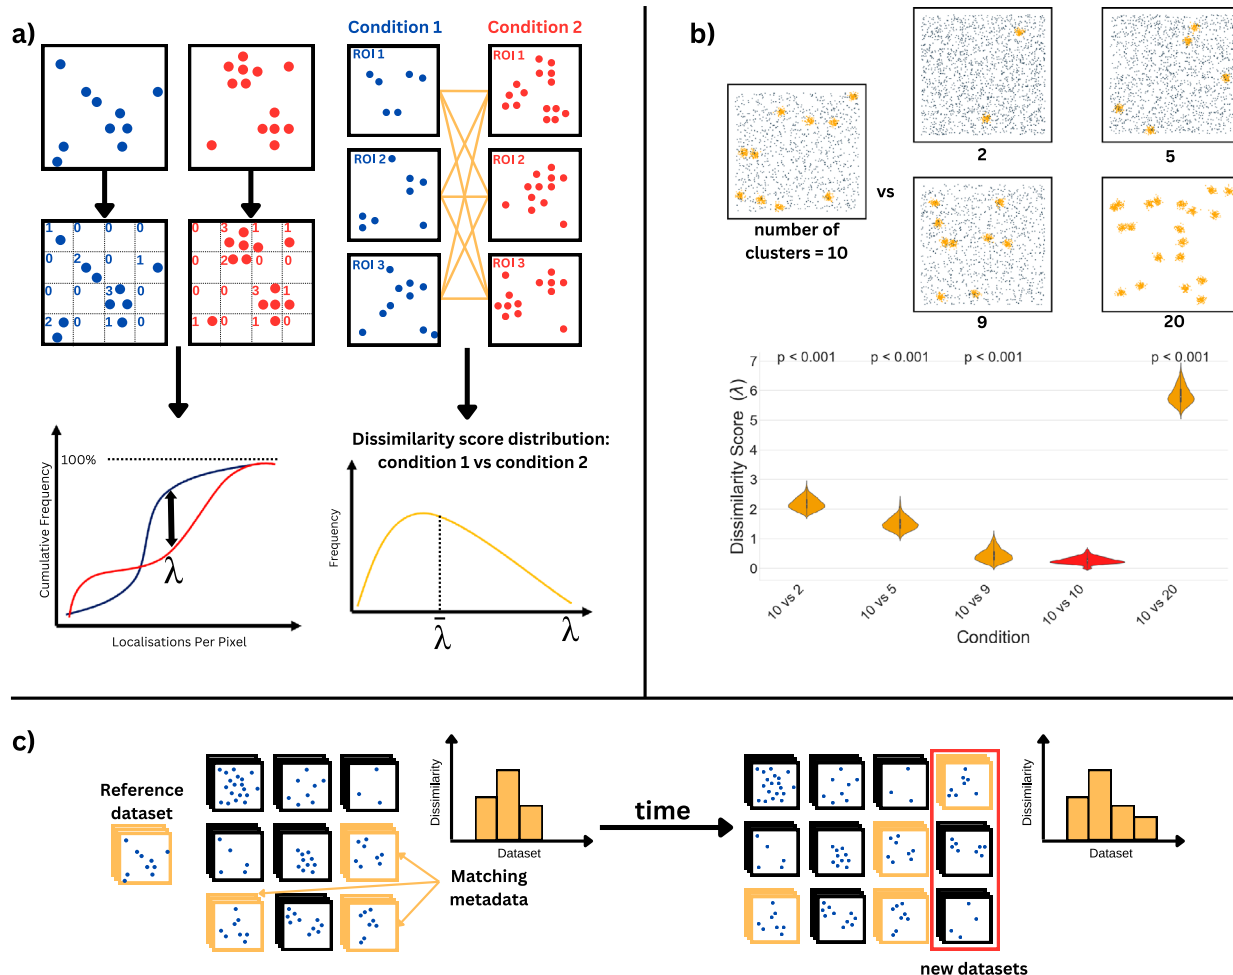 a)
Condition 1
Condition 2
ROI 1
ROI 1
ROI 2
ROI 2
ROI 3
ROI 3
1 0 0 0
0 2 0 1
0 0 3 0
2 0 1 0
0 3 1 1
0 2 0 0
0 0 3 1
1 0 1 0
100%
Cumulative Frequency
λ
Localisations Per Pixel
Dissimilarity score distribution:
condition 1 vs condition 2
Frequency
λ̄
λ
b)
number of
clusters = 10
vs
2
5
9
20
Dissimilarity Score (λ)
7
6
5
4
3
2
1
0
p < 0.001
p < 0.001
p < 0.001
p < 0.001
10 vs 2
10 vs 5
10 vs 9
10 vs 10
10 vs 20
Condition
c)
Reference
dataset
Dissimilarity
Dataset
Matching
metadata
time
new datasets
Dissimilarity
Dataset